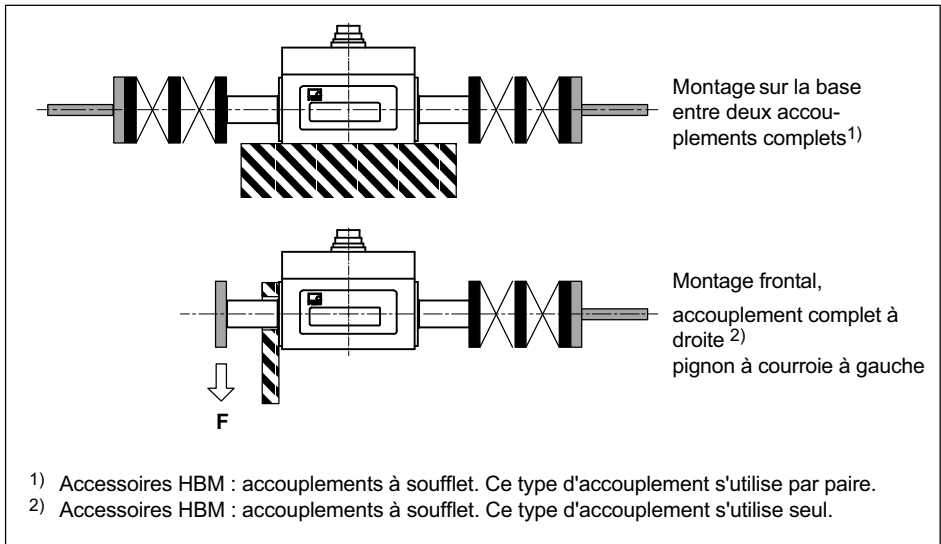 Montage sur la base
entre deux accou-
plements complets1)
Montage frontal,
accouplement complet à
droite 2)
pignon à courroie à gauche
F
1) Accessoires HBM : accouplements à soufflet. Ce type d'accouplement s'utilise par paire.
2) Accessoires HBM : accouplements à soufflet. Ce type d'accouplement s'utilise seul.